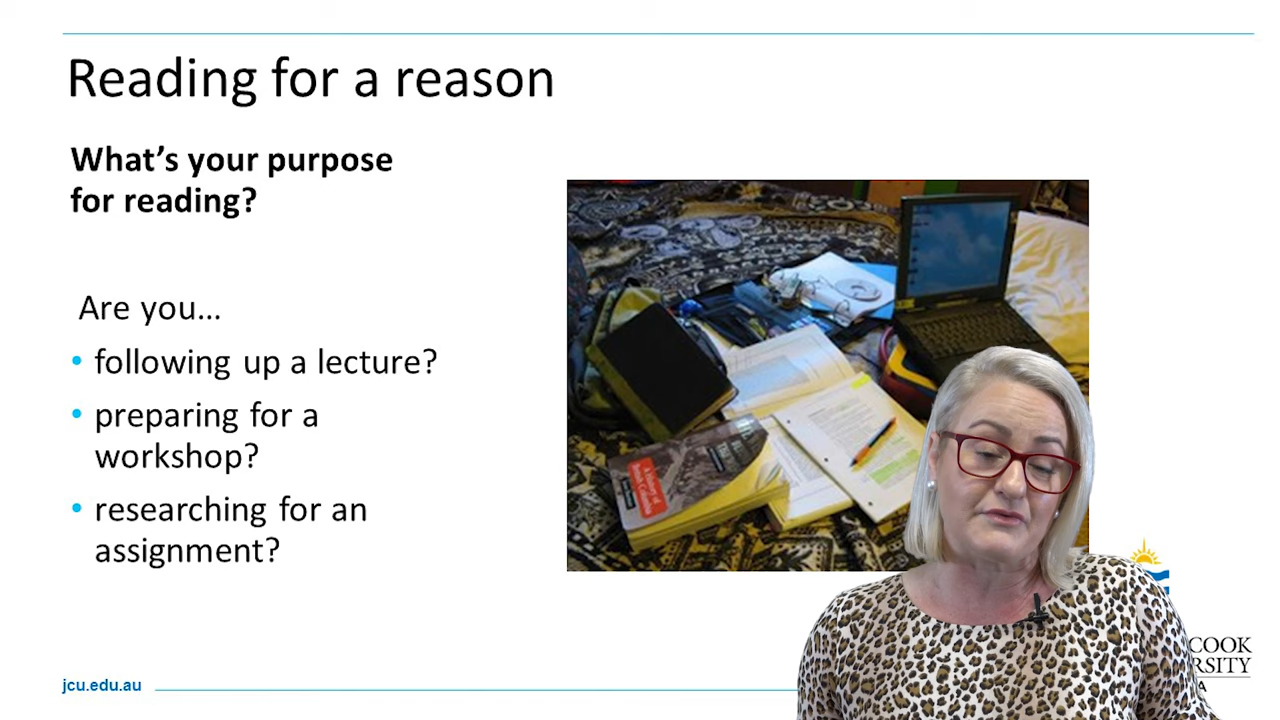 Reading for a reason
What's your purpose
for reading?
Are you...
• following up a lecture?
• preparing for a
workshop?
• researching for an
assignment?
COOK
RSITY
A
jcu.edu.au